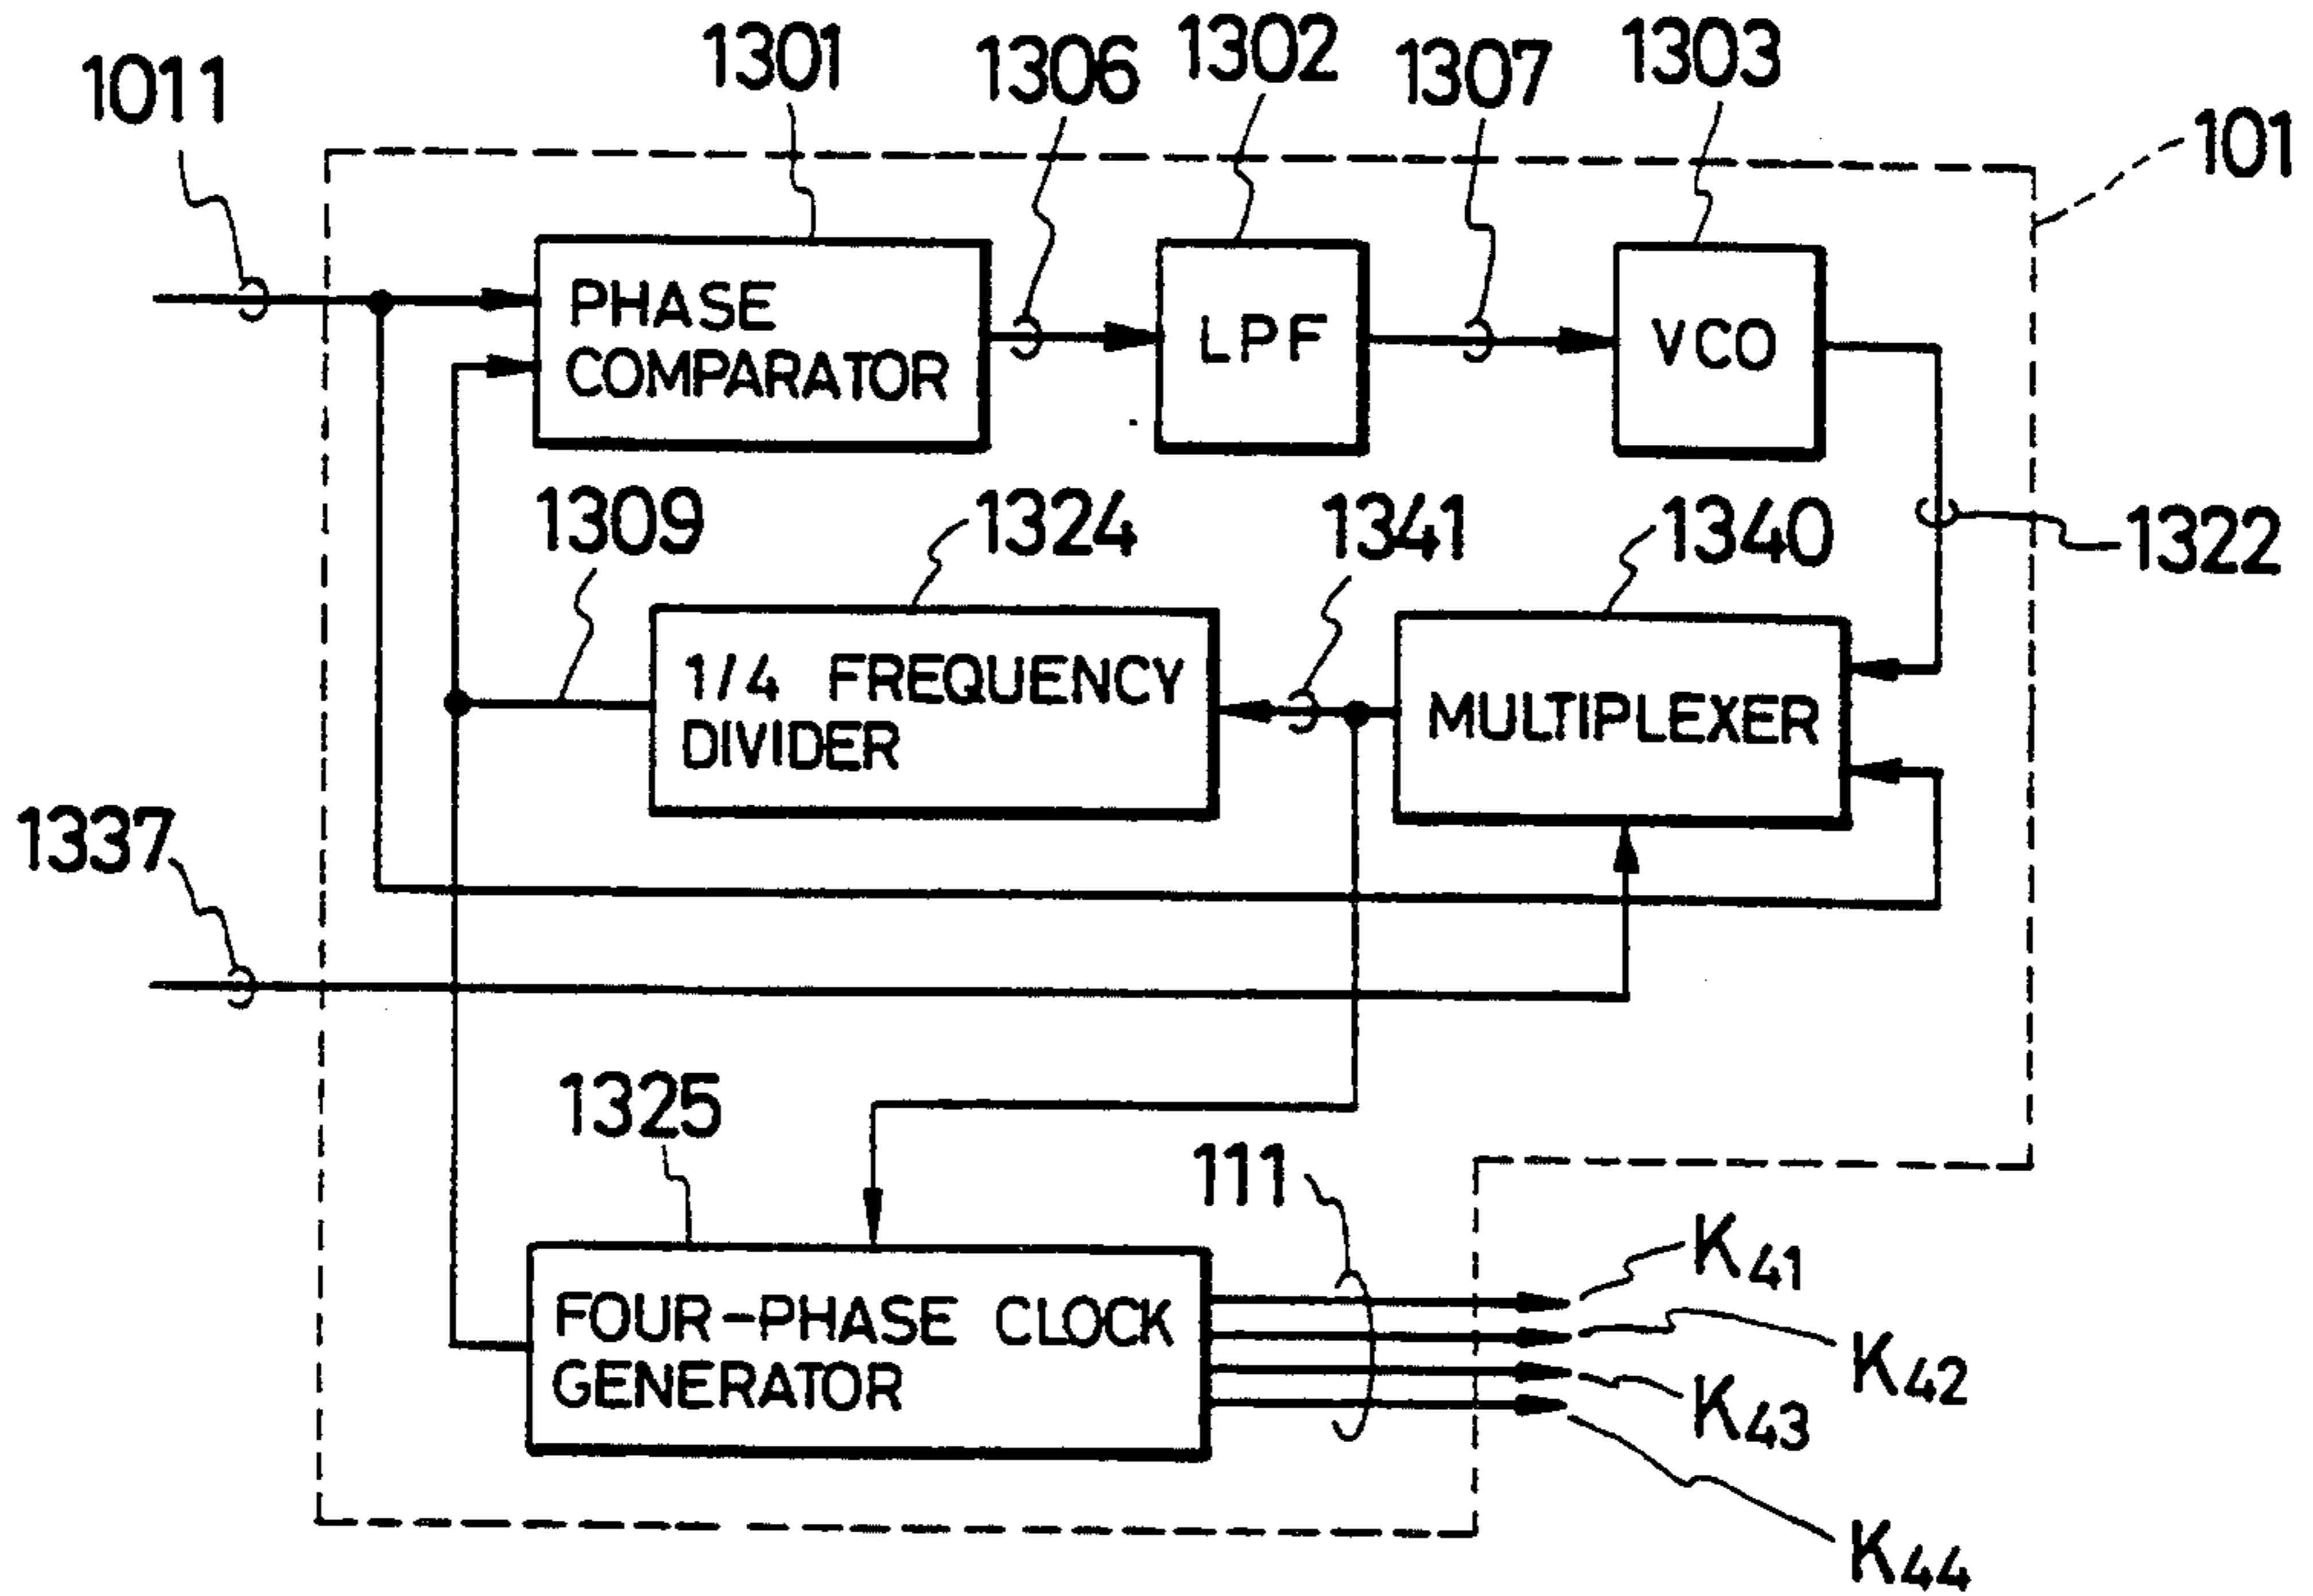 1011
1301
1306
1302
1307
1303
101
PHASE
COMPARATOR
LPF
VCO
1309
1324
1341
1340
1322
1/4 FREQUENCY
DIVIDER
MULTIPLEXER
1337
1325
111
FOUR-PHASE CLOCK
GENERATOR
K41
K42
K43
K44